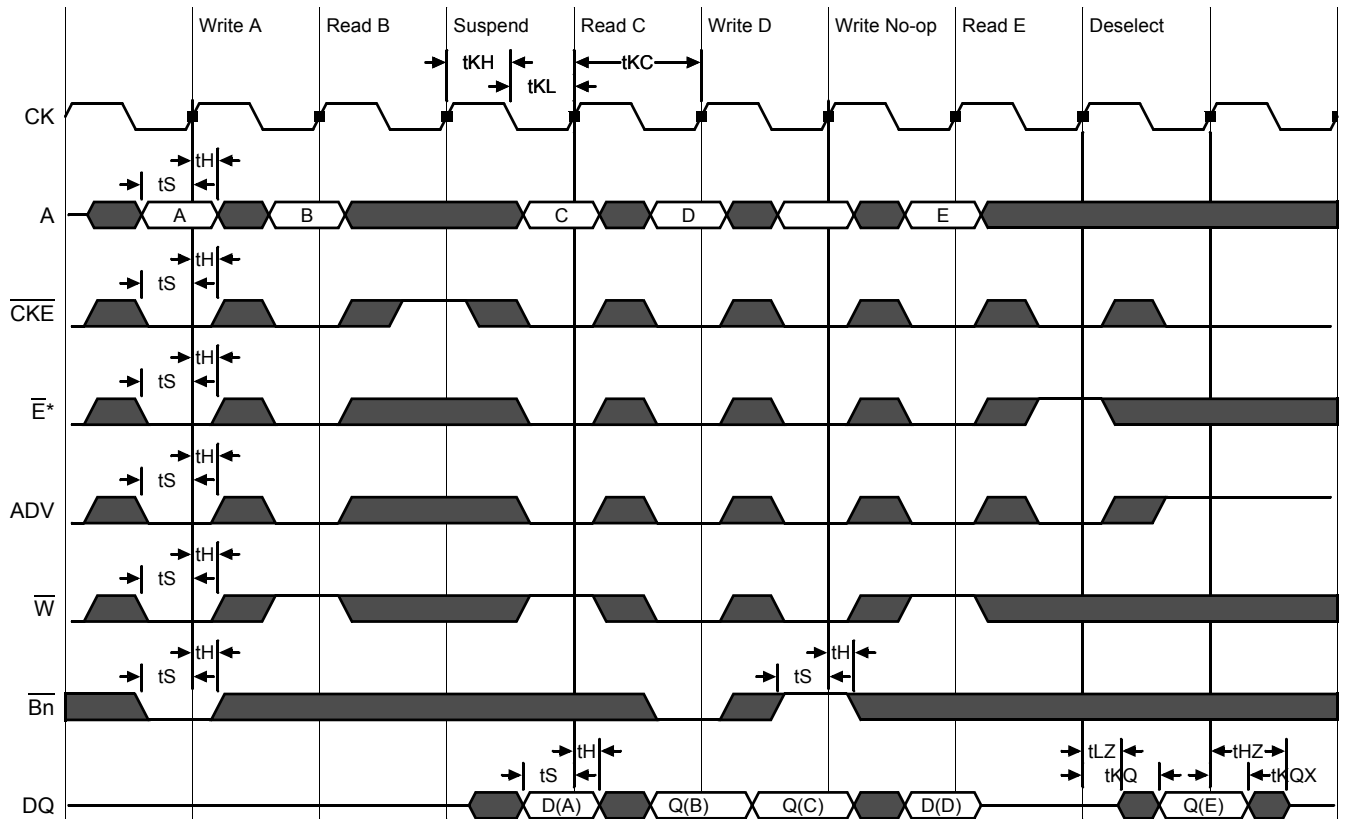 Write A Read B Suspend Read C Write D Write No-op Read E Deselect
tKH tKC
tKL
CK
tH
tS
A A B C D E
tH
tS
CKE
tH
tS
E*
tH
tS
ADV
tH
tS
W
tH tH
tS tS
Bn
tH tLZ tHZ
tS tKQ tKQX
DQ D(A) Q(B) Q(C) D(D) Q(E)